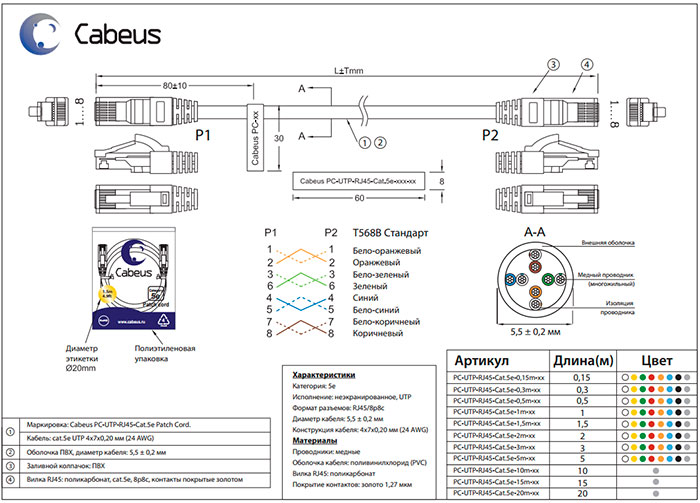 Cabeus
L±Tmm
80±10
3
4
8
...
1
P1
Cabeus PC-xx
30
A
A
1
2
P2
1...8
Cabeus PC-UTP-RJ45-Cat.5e-xxx-xx
8
60
Cabeus
1.5m
Patch cord
www.cabeus.ru
Диаметр
этикетки
Ø20mm
Полиэтиленовая
упаковка
P1 P2 T568B Стандарт
1 1 Бело-оранжевый
2 2 Оранжевый
3 3 Бело-зеленый
6 6 Зеленый
4 4 Синий
5 5 Бело-синий
7 7 Бело-коричневый
8 8 Коричневый
A-A
Внешняя оболочка
Медный проводник
(многожильный)
Изоляция
проводника
5,5 ± 0,2 мм
1 Маркировка: Cabeus PC-UTP-RJ45-Cat.5e Patch Cord.
Кабель: cat.5e UTP 4x7x0,20 мм (24 AWG)
2 Оболочка ПВХ, диаметр кабеля: 5,5 ± 0,2 мм
3 Заливной колпачок: ПВХ
4 Вилка RJ45: поликарбонат, cat.5e, 8p8c, контакты покрытые золотом
Характеристики
Категория: 5e
Исполнение: неэкранированное, UTP
Формат разъемов: RJ45/8p8c
Диаметр кабеля: 5,5 ± 0,2 мм
Конструкция кабеля: 4x7x0,20 мм (24 AWG)
Материалы
Проводники: медные
Оболочка кабеля: поливинилхлорид (PVC)
Вилка RJ45 : поликарбонат
Покрытие контактов: золото 1,27 мкм
Артикул Длина(м) Цвет
PC-UTP-RJ45-Cat.5e-0,15m-xx 0,15
PC-UTP-RJ45-Cat.5e-0,3m-xx 0,3
PC-UTP-RJ45-Cat.5e-0,5m-xx 0,5
PC-UTP-RJ45-Cat.5e-1m-xx 1
PC-UTP-RJ45-Cat.5e-1,5m-xx 1,5
PC-UTP-RJ45-Cat.5e-2m-xx 2
PC-UTP-RJ45-Cat.5e-3m-xx 3
PC-UTP-RJ45-Cat.5e-5m-xx 5
PC-UTP-RJ45-Cat.5e-10m-xx 10
PC-UTP-RJ45-Cat.5e-15m-xx 15
PC-UTP-RJ45-Cat.5e-20m-xx 20